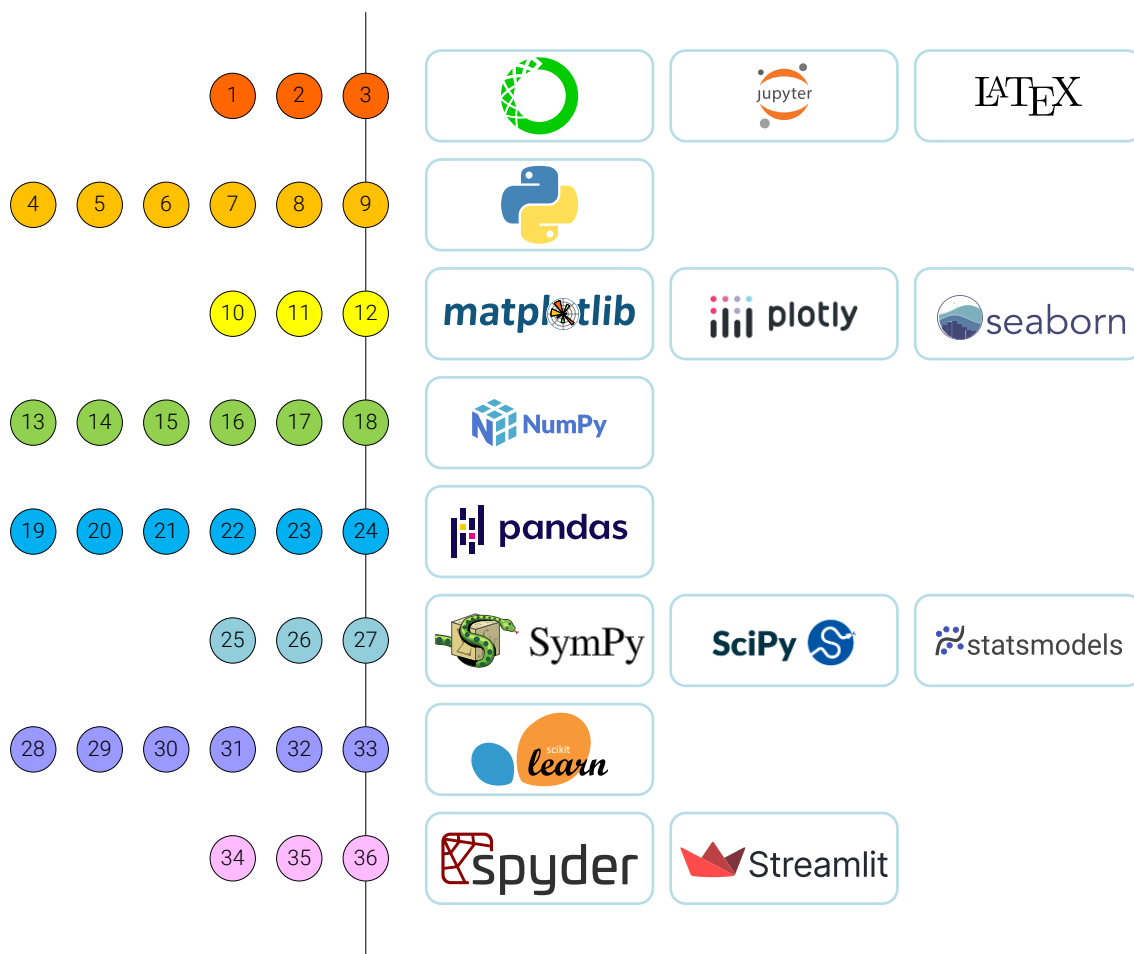 1 2 3 jupyter LATEX
4 5 6 7 8 9
10 11 12 matplotlib plotly seaborn
13 14 15 16 17 18 NumPy
19 20 21 22 23 24 pandas
25 26 27 SymPy SciPy statsmodels
28 29 30 31 32 33 scikit
learn
34 35 36 spyder Streamlit